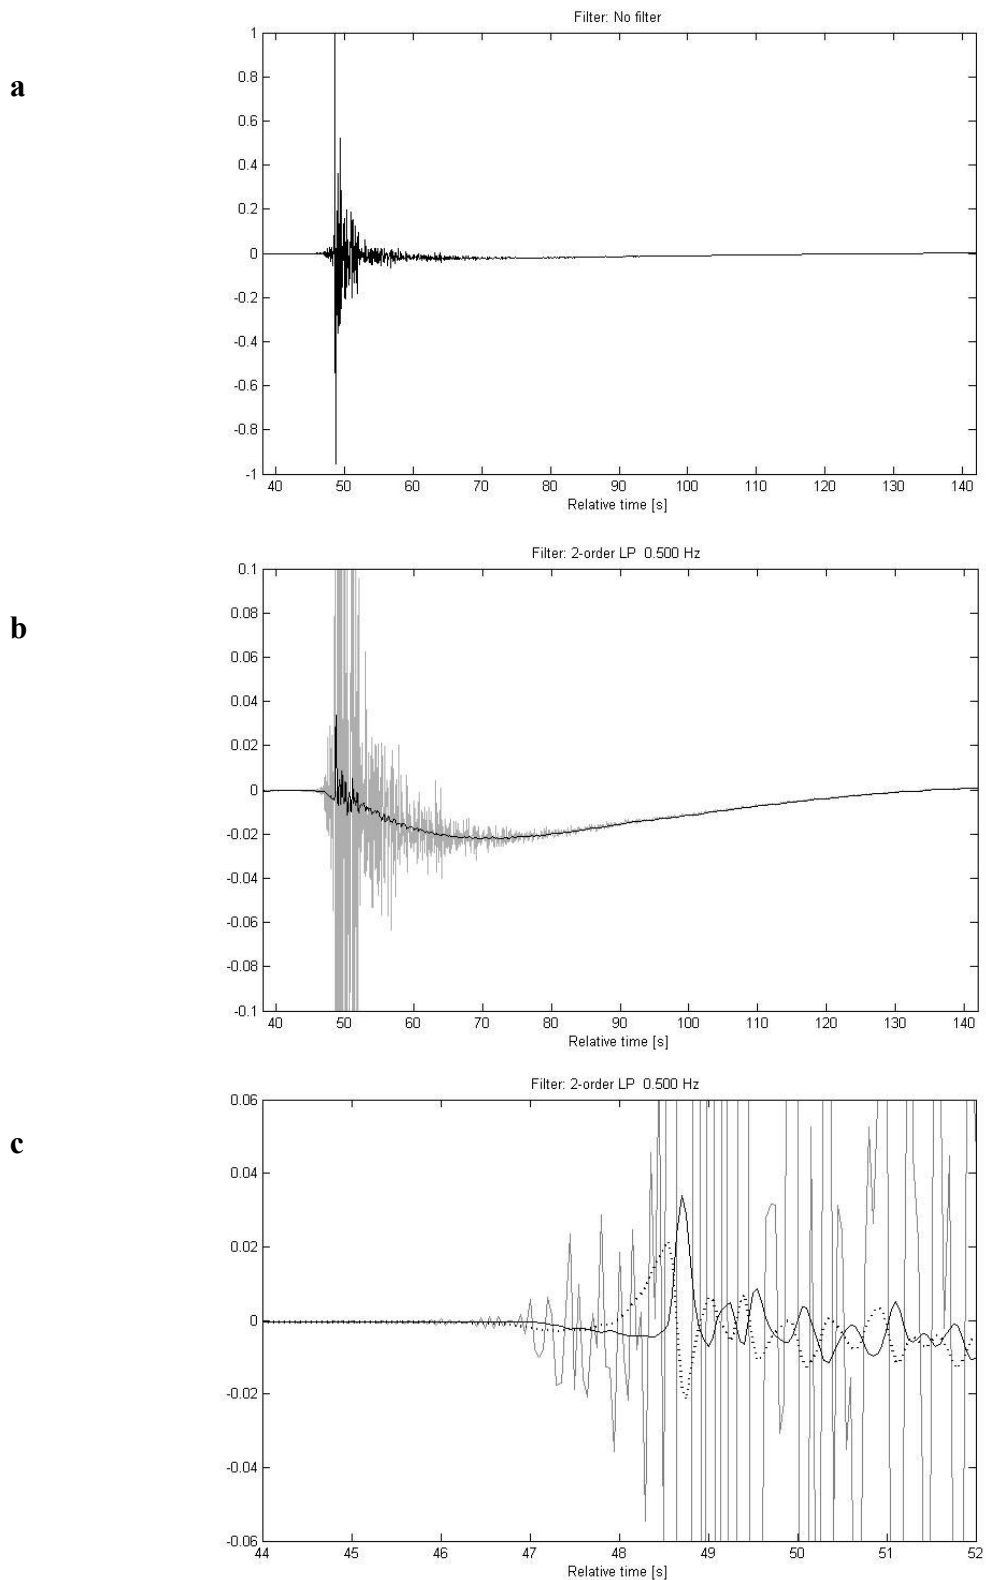 Filter: No filter
a
1
0.8
0.6
0.4
0.2
0
-0.2
-0.4
-0.6
-0.8
-1
40 50 60 70 80 90 100 110 120 130 140
Relative time [s]
Filter: 2-order LP 0.500 Hz
b
0.1
0.08
0.06
0.04
0.02
0
-0.02
-0.04
-0.06
-0.08
-0.1
40 50 60 70 80 90 100 110 120 130 140
Relative time [s]
Filter: 2-order LP 0.500 Hz
c
0.06
0.04
0.02
0
-0.02
-0.04
-0.06
44 45 46 47 48 49 50 51 52
Relative time [s]